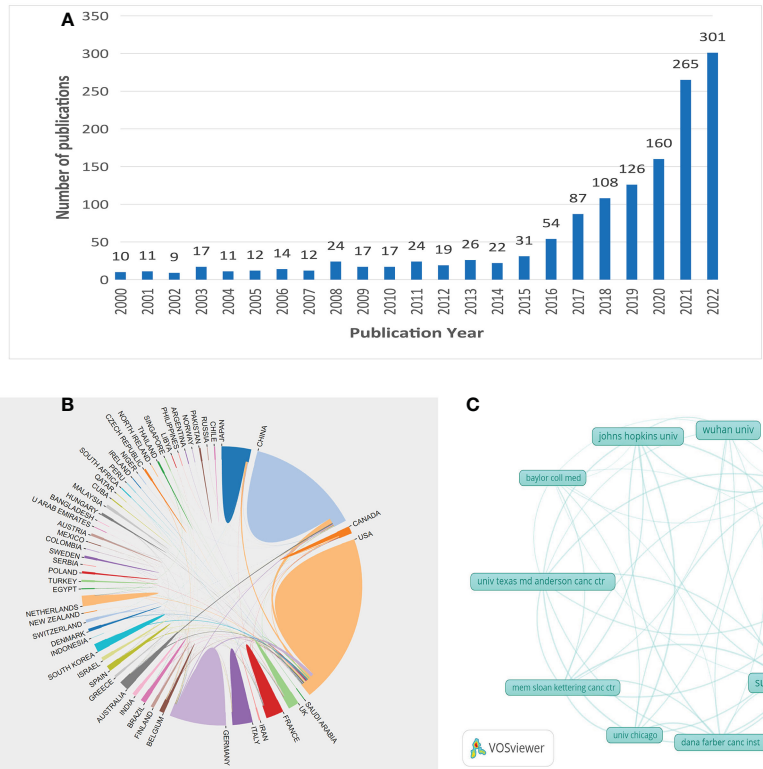 A
350
300
250
200
150
100
50
0
Number of publications
10 11 9 17 11 12 14 12 24 17 17 24 19 26 22 31 54 87 108 126 160 265 301
2000 2001 2002 2003 2004 2005 2006 2007 2008 2009 2010 2011 2012 2013 2014 2015 2016 2017 2018 2019 2020 2021 2022
Publication Year
B
JAPAN
CHINA
CANADA
USA
SAUDI ARABIA
UK
FRANCE
IRAN
ITALY
GERMANY
BELGIUM
FINLAND
BRAZIL
INDIA
AUSTRALIA
GREECE
SPAIN
ISRAEL
SOUTH KOREA
INDONESIA
DENMARK
SWITZERLAND
NEW ZEALAND
NETHERLANDS
EGYPT
TURKEY
POLAND
SERBIA
SWEDEN
COLOMBIA
MEXICO
AUSTRIA
U ARAB EMIRATES
BANGLADESH
HUNGARY
MALAYSIA
CUBA
QATAR
SOUTH AFRICA
PERU
IRELAND
NIGER
CZECH REPUBLIC
NORTH IRELAND
THAILAND
SINGAPORE
LIBYA
PHILIPPINES
ARGENTINA
NORWAY
PAKISTAN
RUSSIA
CHILE
C
wuhan univ
johns hopkins univ
baylor coll med
univ texas md anderson canc ctr
mem sloan kettering canc ctr
su
univ chicago
dana farber canc inst
VOSviewer